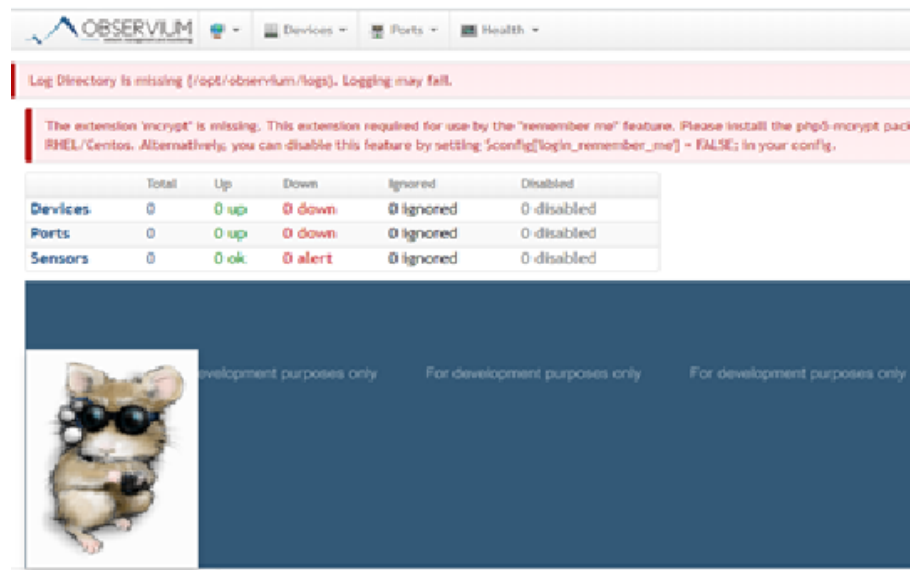 OBSERVIUM Devices Ports Health
Log Directory is missing (/opt/observium/logs). Logging may fail.
The extension 'mcrypt' is missing. This extension required for use by the "remember me" feature. Please install the php5-mcrypt pack
RHEL/Centos. Alternatively, you can disable this feature by setting $config['login_remember_me'] = FALSE; in your config.
Total Up Down Ignored Disabled
Devices 0 0 up 0 down 0 ignored 0 disabled
Ports 0 0 up 0 down 0 ignored 0 disabled
Sensors 0 0 ok 0 alert 0 ignored 0 disabled
evelopment purposes only For development purposes only For development purposes only